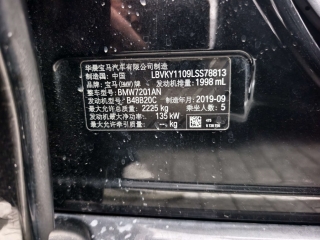 华晨宝马汽车有限公司制造
制造国：中国 LBVKY1109LSS78813
品牌：宝马(BMW)牌 发动机排量：1998 mL
整车型号：BMW7201AN
发动机型号：B48B20C 制造年月：2019-09
最大允许总质量：2225 kg 乘坐人数：5
发动机最大净功率：135 kW
最大允许牵引质量：-- kg